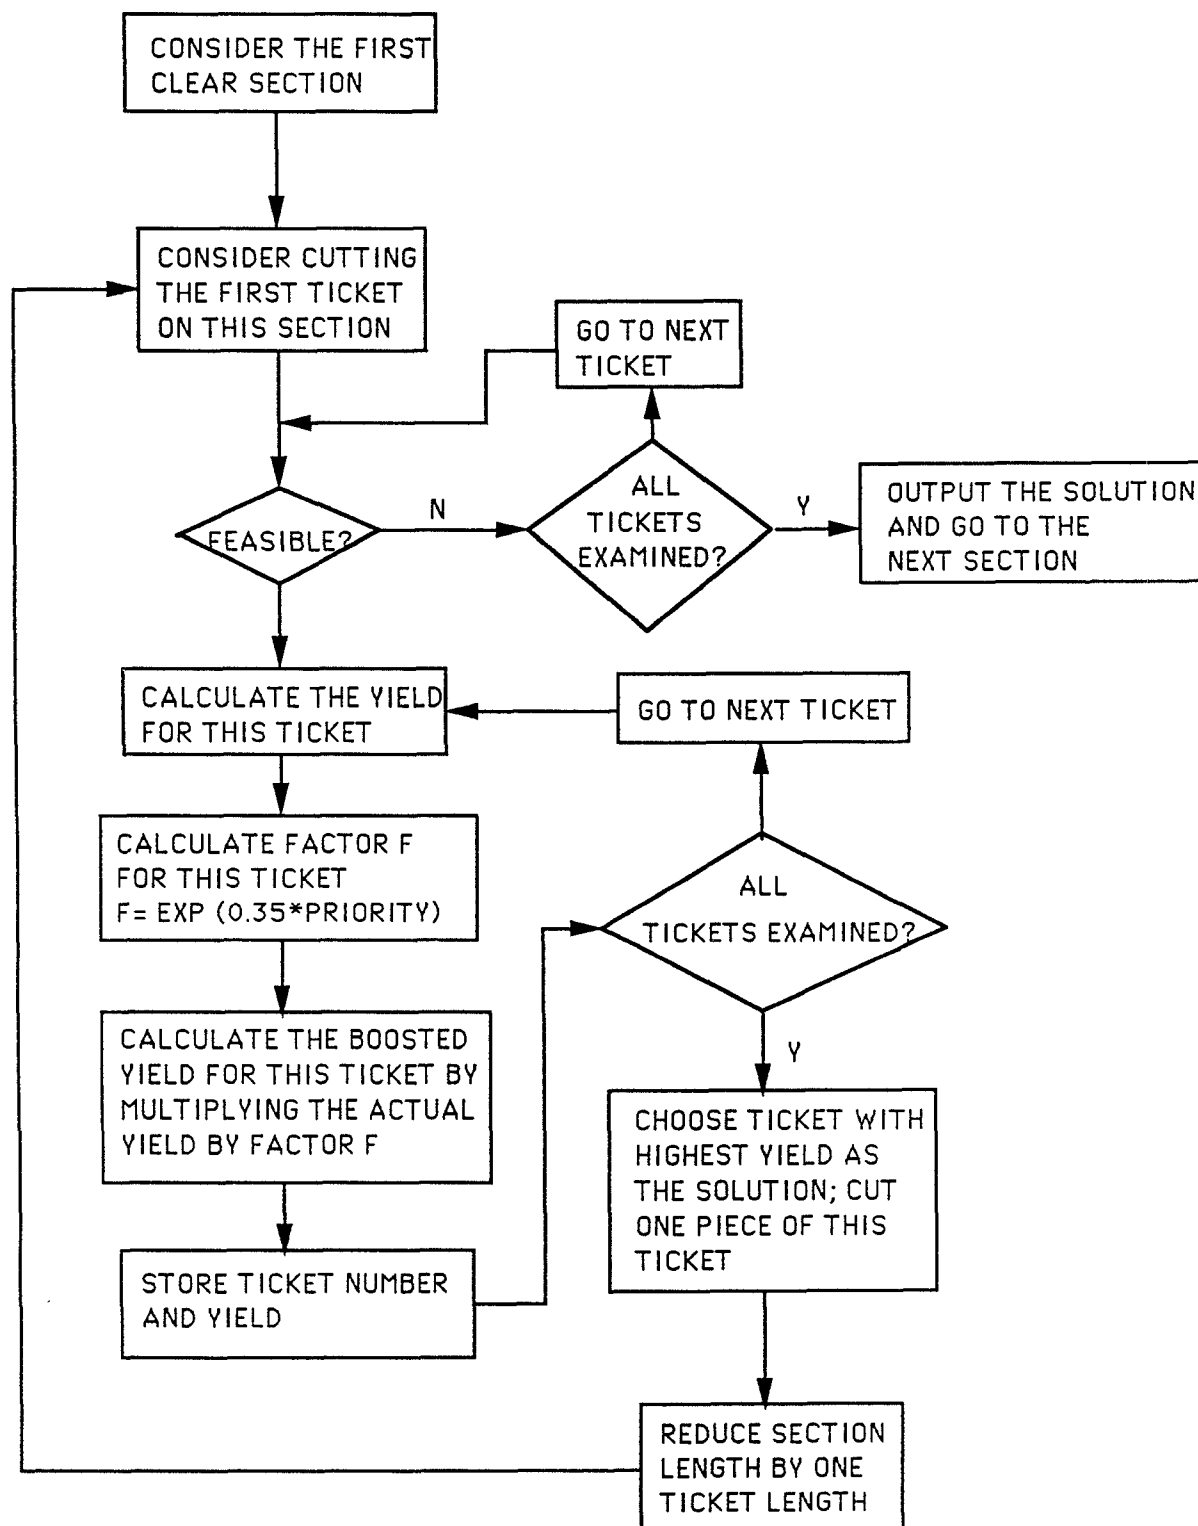 CONSIDER THE FIRST
CLEAR SECTION
CONSIDER CUTTING
THE FIRST TICKET
ON THIS SECTION
GO TO NEXT
TICKET
FEASIBLE?
N
ALL
TICKETS
EXAMINED?
Y
OUTPUT THE SOLUTION
AND GO TO THE
NEXT SECTION
CALCULATE THE YIELD
FOR THIS TICKET
GO TO NEXT TICKET
CALCULATE FACTOR F
FOR THIS TICKET
F= EXP (0.35*PRIORITY)
ALL
TICKETS EXAMINED?
CALCULATE THE BOOSTED
YIELD FOR THIS TICKET BY
MULTIPLYING THE ACTUAL
YIELD BY FACTOR F
Y
CHOOSE TICKET WITH
HIGHEST YIELD AS
THE SOLUTION; CUT
ONE PIECE OF THIS
TICKET
STORE TICKET NUMBER
AND YIELD
REDUCE SECTION
LENGTH BY ONE
TICKET LENGTH